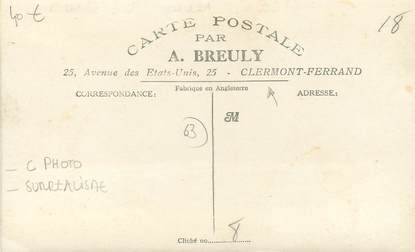 40 €
18
CARTE POSTALE
PAR
A. BREULY
25, Avenue des Etats-Unis, 25 - CLERMONT-FERRAND
CORRESPONDANCE: Fabriquée en Angleterre ADRESSE:
63
M
- C PHOTO
- SURREALISME
8
Cliché no